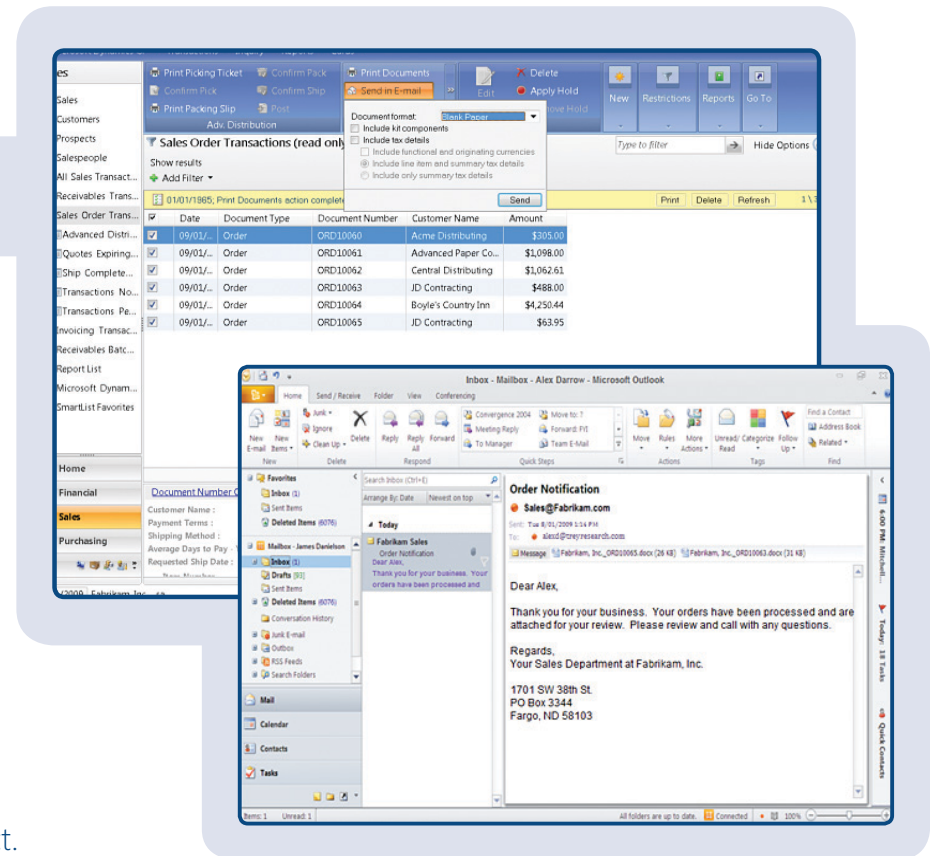 es
Sales
Customers
Prospects
Salespeople
All Sales Transact...
Receivables Trans...
Sales Order Trans...
Advanced Distri...
Quotes Expiring...
Ship Complete...
Transactions No...
Transactions Pe...
Invoicing Transac...
Receivables Batc...
Report List
Microsoft Dynam...
SmartList Favorites
Home
Financial
Sales
Purchasing
Print Picking Ticket
Confirm Pack
Print Documents
Delete
Confirm Pick
Confirm Ship
Send in E-mail
Edit
Apply Hold
Print Packing Slip
Post
Adv. Distribution
New
Restrictions
Reports
Go To
Document format:
Blank Paper
Include kit components
Include tax details
Include functional and originating currencies
Include line item and summary tax details
Include only summary tax details
Send
Sales Order Transactions (read only
Type to filter
Hide Options
Show results
Add Filter
01/01/1965; Print Documents action complete
Print Delete Refresh
Date Document Type Document Number Customer Name Amount
09/01/... Order ORD10060 Acme Distributing $305.00
09/01/... Order ORD10061 Advanced Paper Co... $1,098.00
09/01/... Order ORD10062 Central Distributing $1,062.61
09/01/... Order ORD10063 JD Contracting $488.00
09/01/... Order ORD10064 Boyle's Country Inn $4,250.44
09/01/... Order ORD10065 JD Contracting $63.95
Customer Name :
Payment Terms :
Shipping Method :
Average Days to Pay -
Requested Ship Date :
Inbox - Mailbox - Alex Darrow - Microsoft Outlook
Home Send / Receive Folder View Conferencing
New E-mail
New Items
Junk
Ignore
Clean Up
Delete
Reply
Reply All
Forward
Convergence 2004
Meeting Reply
To Manager
Move to: ?
Forward: FYI
Team E-Mail
Move
Rules
More Actions
Unread/ Read
Categorize
Follow Up
Find a Contact
Address Book
Related
New Delete Respond Quick Steps Actions Tags Find
Favorites
Inbox (1)
Sent Items
Deleted Items (6076)
Mailbox - James Danielson
Inbox (1)
Drafts [93]
Sent Items
Deleted Items (6076)
Conversation History
Junk E-mail
Outbox
RSS Feeds
Search Folders
Mail
Calendar
Contacts
Tasks
Search Inbox (Ctrl+E)
Arrange By: Date Newest on top
Today
Fabrikam Sales
Order Notification
Dear Alex,
Thank you for your business. Your
orders have been processed and
Order Notification
Sales@Fabrikam.com
Sent: Tue 8/01/2009 1:14 PM
To: alexd@treyresearch.com
Message Fabrikam, Inc._ORD10065.docx (26 KB) Fabrikam, Inc._ORD10063.docx (31 KB)
Dear Alex,
Thank you for your business. Your orders have been processed and are
attached for your review. Please review and call with any questions.
Regards,
Your Sales Department at Fabrikam, Inc.
1701 SW 38th St.
PO Box 3344
Fargo, ND 58103
6:00 PM: Mitchell...
Today: 18 Tasks
Quick Contacts
Items: 1 Unread: 1
All folders are up to date. Connected 100%
t.